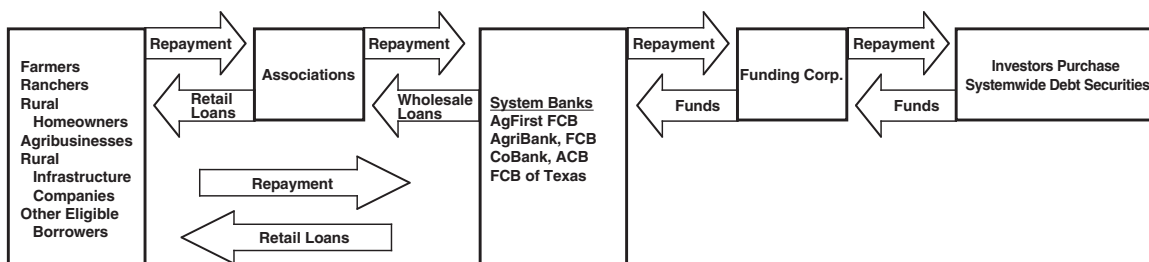 Repayment
Repayment
Repayment
Repayment
Farmers
Ranchers
Rural
Homeowners
Agribusinesses
Rural
Infrastructure
Companies
Other Eligible
Borrowers
Retail
Loans
Associations
Wholesale
Loans
System Banks
AgFirst FCB
AgriBank, FCB
CoBank, ACB
FCB of Texas
Funds
Funding Corp.
Funds
Investors Purchase
Systemwide Debt Securities
Repayment
Retail Loans